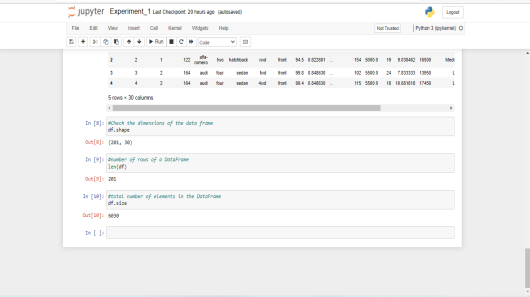 jupyter Experiment_1 Last Checkpoint: 20 hours ago (autosaved)
Logout
File Edit View Insert Cell Kernel Widgets Help
Not Trusted Python 3 (ipykernel)
Run Code
2 2 1 122 alfa-romero two hatchback rwd front 94.5 0.822681 ... 154 5000.0 19 9.038462 16500 Medi
3 3 2 164 audi four sedan fwd front 99.8 0.848630 ... 102 5500.0 24 7.833333 13950 L
4 4 2 164 audi four sedan 4wd front 99.4 0.848630 ... 115 5500.0 18 10.681818 17450 L
5 rows × 30 columns
In [8]: #Check the dimensions of the data frame
df.shape
Out[8]: (201, 30)
In [9]: #number of rows of a DataFrame
len(df)
Out[9]: 201
In [10]: #total number of elements in the DataFrame
df.size
Out[10]: 6030
In [ ]: